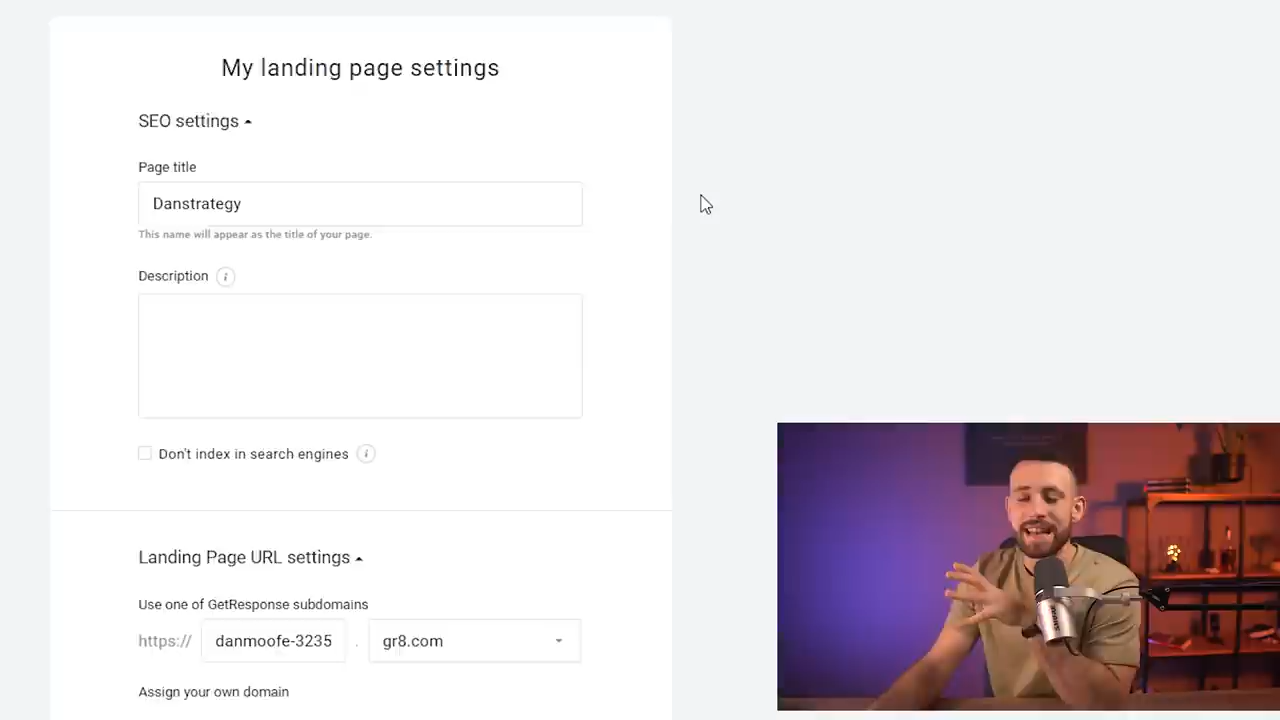 My landing page settings
SEO settings
Page title
Danstrategy
This name will appear as the title of your page.
Description i
Don't index in search engines i
Landing Page URL settings
Use one of GetResponse subdomains
https:// danmoofe-3235 . gr8.com
Assign your own domain